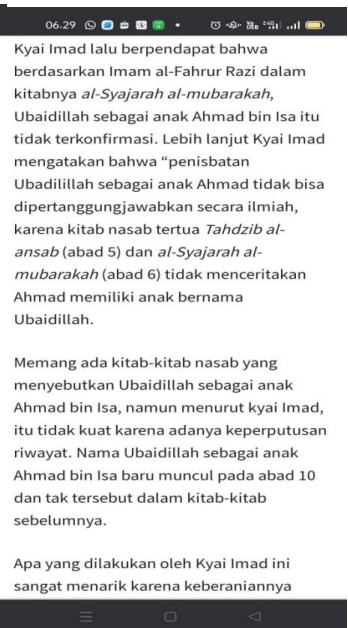 06.29
Kyai Imad lalu berpendapat bahwa
berdasarkan Imam al-Fahrur Razi dalam
kitabnya al-Syajarah al-mubarakah,
Ubaidillah sebagai anak Ahmad bin Isa itu
tidak terkonfirmasi. Lebih lanjut Kyai Imad
mengatakan bahwa “penisbatan
Ubadilillah sebagai anak Ahmad tidak bisa
dipertanggungjawabkan secara ilmiah,
karena kitab nasab tertua Tahdzib al-
ansab (abad 5) dan al-Syajarah al-
mubarakah (abad 6) tidak menceritakan
Ahmad memiliki anak bernama
Ubaidillah.
Memang ada kitab-kitab nasab yang
menyebutkan Ubaidillah sebagai anak
Ahmad bin Isa, namun menurut kyai Imad,
itu tidak kuat karena adanya keperputusan
riwayat. Nama Ubaidillah sebagai anak
Ahmad bin Isa baru muncul pada abad 10
dan tak tersebut dalam kitab-kitab
sebelumnya.
Apa yang dilakukan oleh Kyai Imad ini
sangat menarik karena keberaniannya